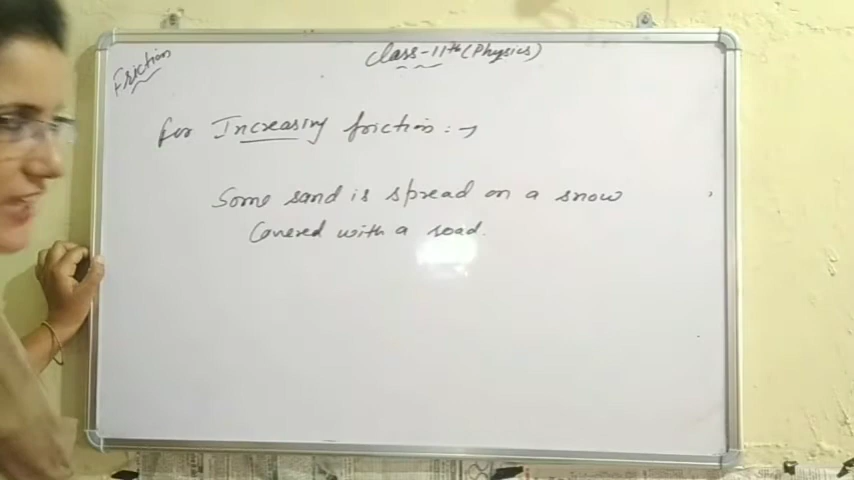 Friction
Class-11th (Physics)
for Increasing friction :→
Some sand is spread on a snow
Covered with a road.